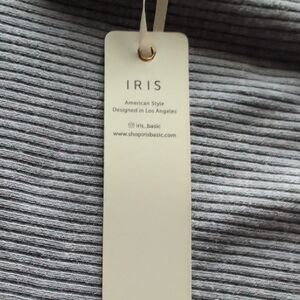 IRIS
American Style
Designed in Los Angeles
iris_basic
www.shopirisbasic.com